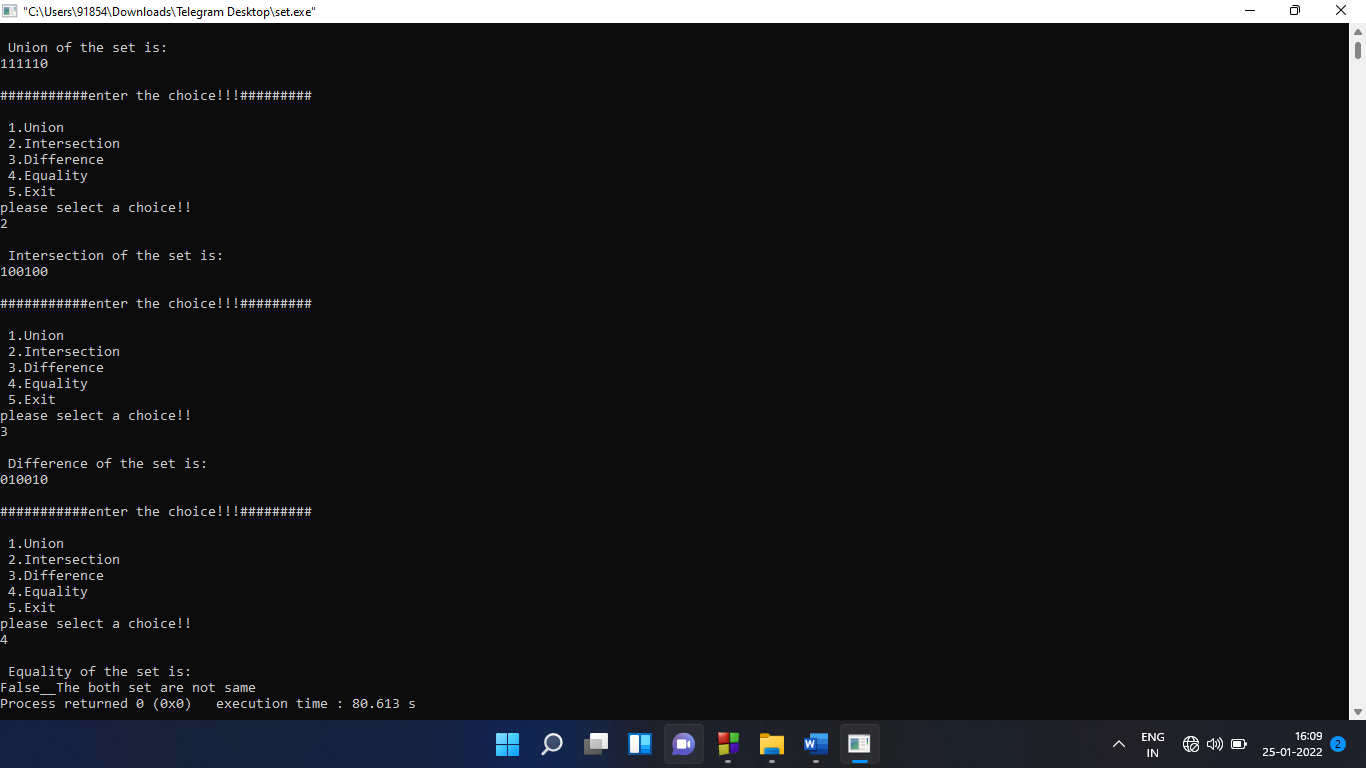 "C:\Users\91854\Downloads\Telegram Desktop\set.exe"
Union of the set is:
111110
###########enter the choice!!!#########
1.Union
2.Intersection
3.Difference
4.Equality
5.Exit
please select a choice!!
2
Intersection of the set is:
100100
###########enter the choice!!!#########
1.Union
2.Intersection
3.Difference
4.Equality
5.Exit
please select a choice!!
3
Difference of the set is:
010010
###########enter the choice!!!#########
1.Union
2.Intersection
3.Difference
4.Equality
5.Exit
please select a choice!!
4
Equality of the set is:
False__The both set are not same
Process returned 0 (0x0)   execution time : 80.613 s
W
ENG
IN
16:09
25-01-2022
2